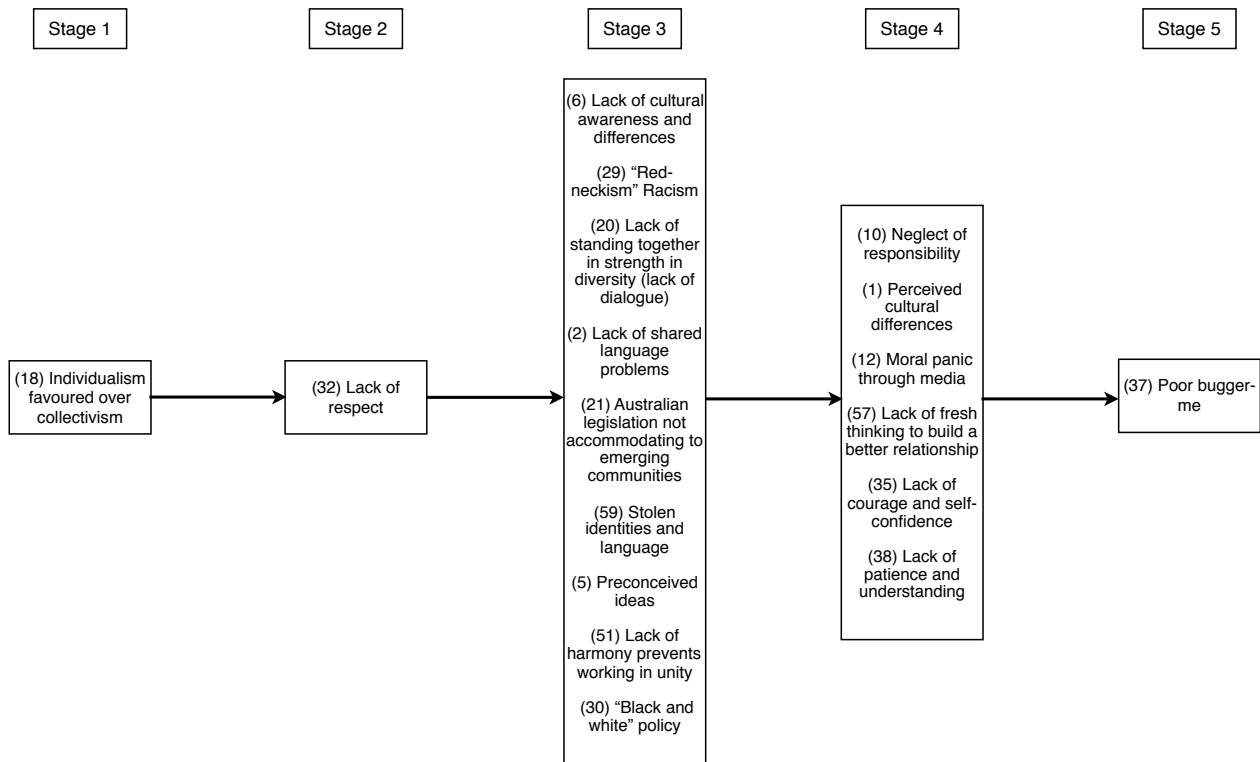 Stage 1
Stage 2
Stage 3
Stage 4
Stage 5
(18) Individualism
favoured over
collectivism
(32) Lack of
respect
(6) Lack of cultural
awareness and
differences
(29) “Red-
neckism” Racism
(20) Lack of
standing together
in strength in
diversity (lack of
dialogue)
(2) Lack of shared
language
problems
(21) Australian
legislation not
accommodating to
emerging
communities
(59) Stolen
identities and
language
(5) Preconceived
ideas
(51) Lack of
harmony prevents
working in unity
(30) “Black and
white” policy
(10) Neglect of
responsibility
(1) Perceived
cultural
differences
(12) Moral panic
through media
(57) Lack of fresh
thinking to build a
better relationship
(35) Lack of
courage and self-
confidence
(38) Lack of
patience and
understanding
(37) Poor bugger-
me